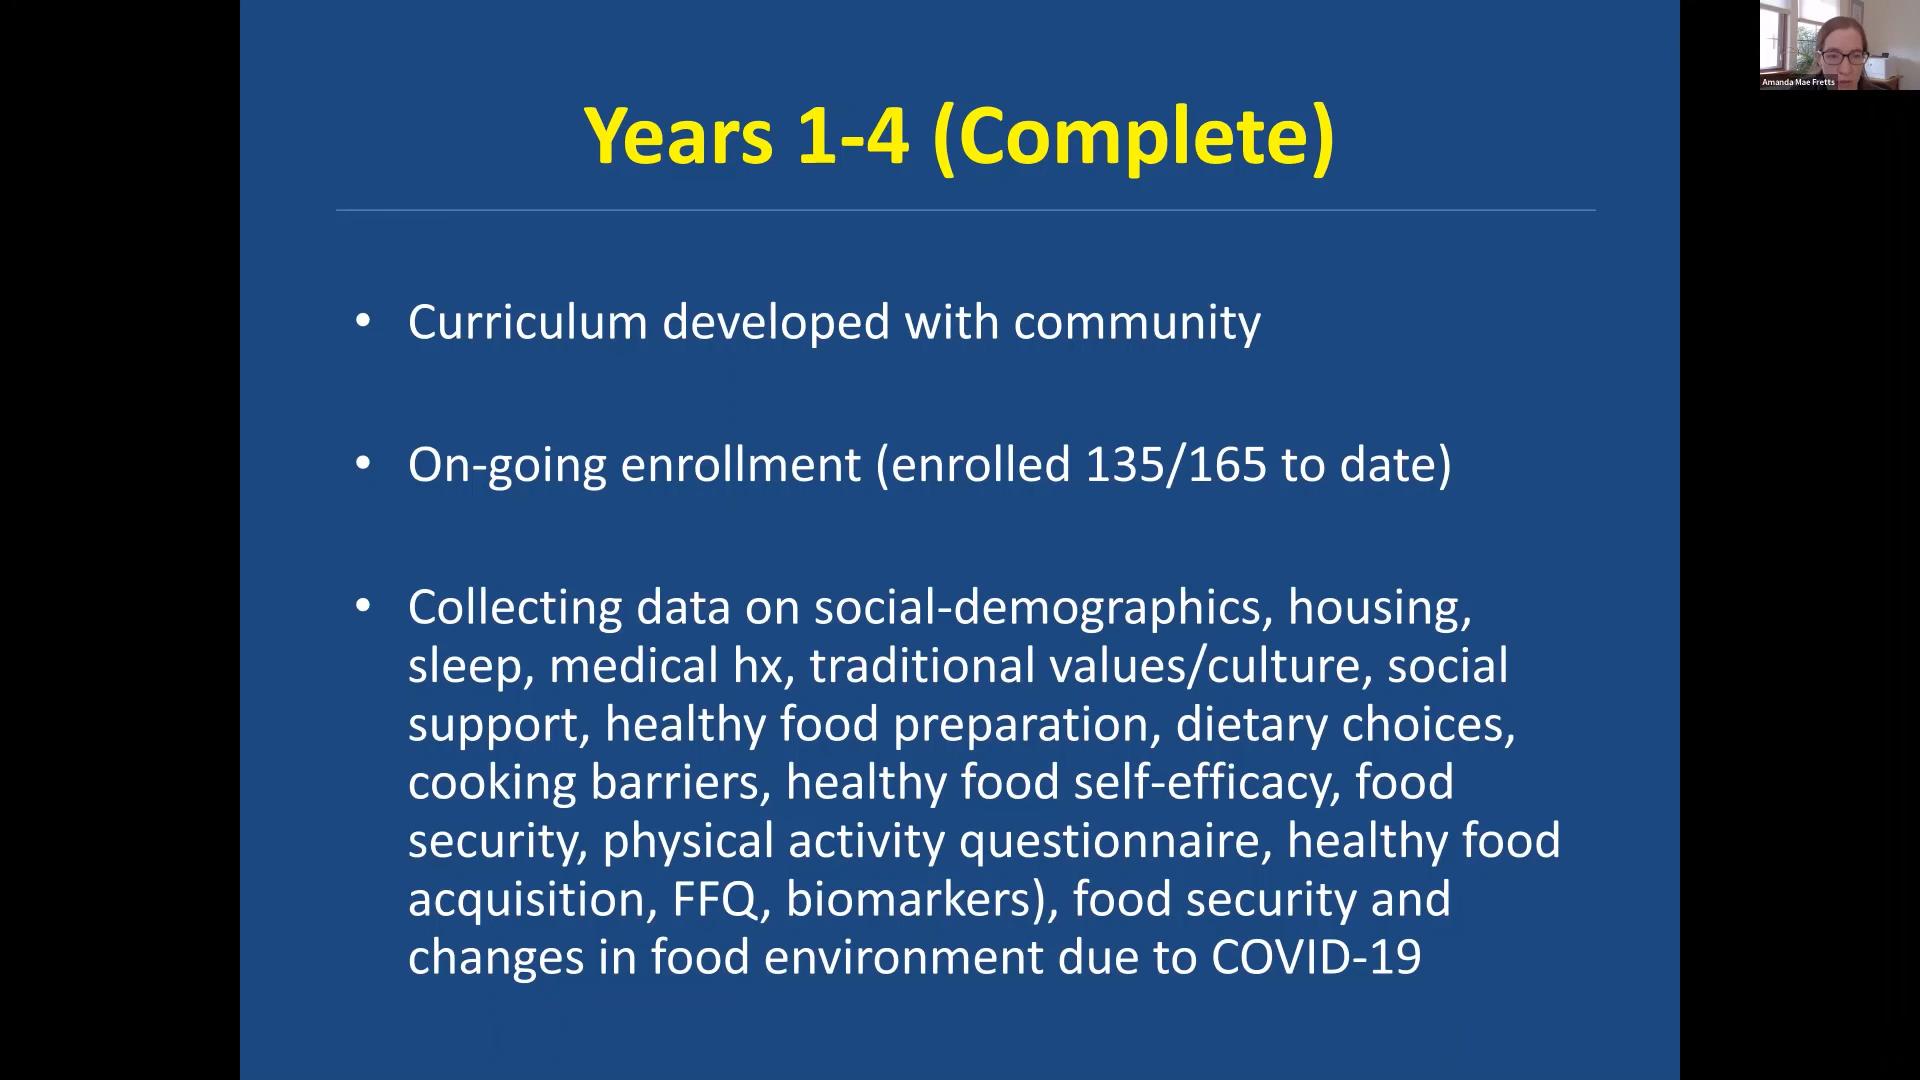 Years 1-4 (Complete)
Amanda Mae Fretts
• Curriculum developed with community
• On-going enrollment (enrolled 135/165 to date)
• Collecting data on social-demographics, housing,
sleep, medical hx, traditional values/culture, social
support, healthy food preparation, dietary choices,
cooking barriers, healthy food self-efficacy, food
security, physical activity questionnaire, healthy food
acquisition, FFQ, biomarkers), food security and
changes in food environment due to COVID-19